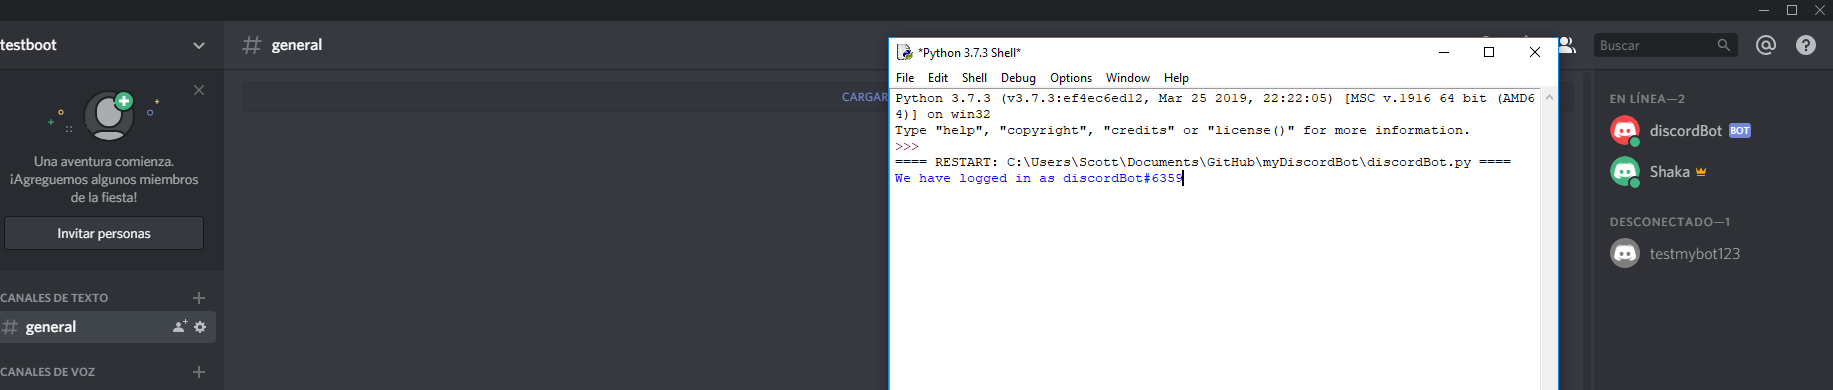 testboot
Una aventura comienza.
¡Agreguemos algunos miembros
de la fiesta!
Invitar personas
CANALES DE TEXTO
# general
CANALES DE VOZ
# general
CARGAR
*Python 3.7.3 Shell*
File Edit Shell Debug Options Window Help
Python 3.7.3 (v3.7.3:ef4ec6ed12, Mar 25 2019, 22:22:05) [MSC v.1916 64 bit (AMD6
4)] on win32
Type "help", "copyright", "credits" or "license()" for more information.
>>>
==== RESTART: C:\Users\Scott\Documents\GitHub\myDiscordBot\discordBot.py ====
We have logged in as discordBot#6359
Buscar
EN LÍNEA—2
discordBot BOT
Shaka
DESCONECTADO—1
testmybot123